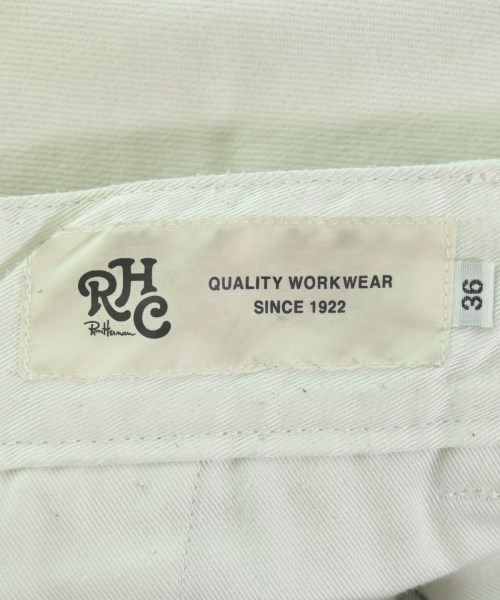 RHC
Ron Herman
QUALITY WORKWEAR
SINCE 1922
36